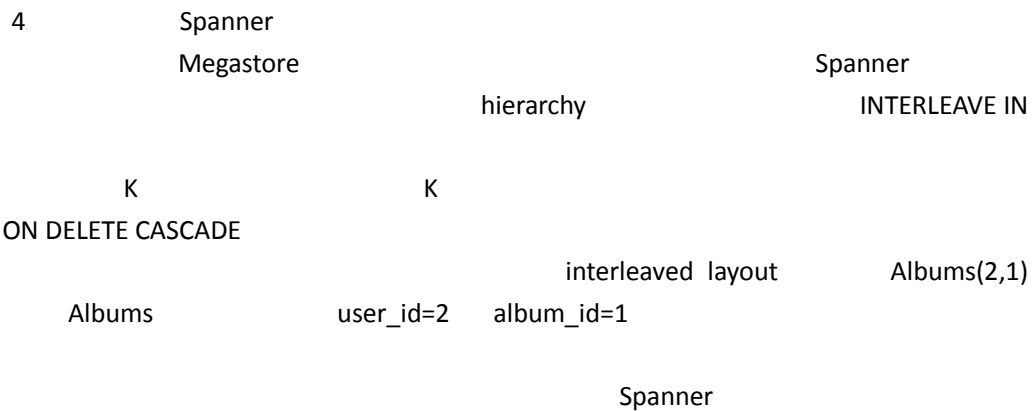 4 Spanner
Megastore Spanner
hierarchy INTERLEAVE IN
K K
ON DELETE CASCADE
interleaved layout Albums(2,1)
Albums user_id=2 album_id=1
Spanner